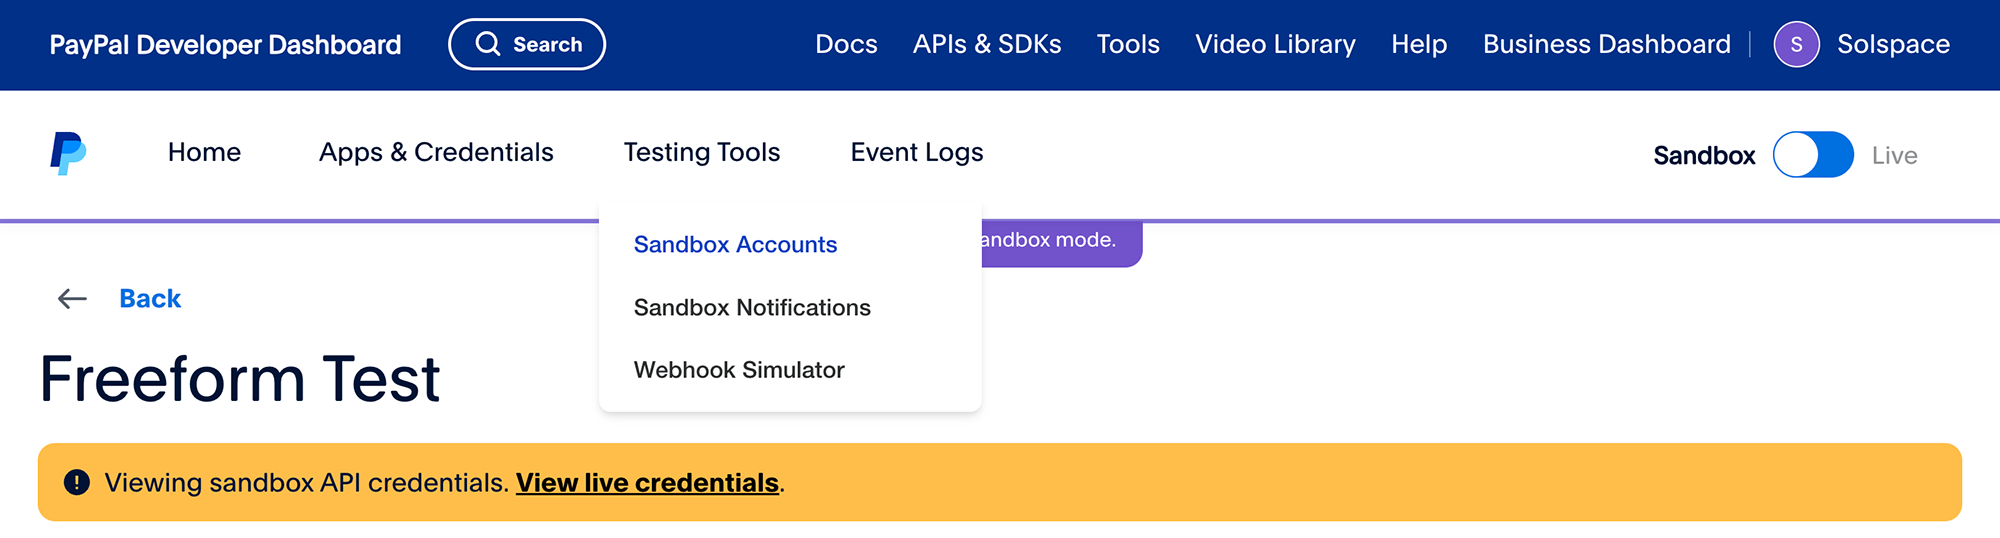 PayPal Developer Dashboard Search Docs APIs & SDKs Tools Video Library Help Business Dashboard S Solspace
Home Apps & Credentials Testing Tools Event Logs Sandbox Live
Sandbox Accounts
andbox mode.
Sandbox Notifications
Webhook Simulator
Back
Freeform Test
Viewing sandbox API credentials. View live credentials.